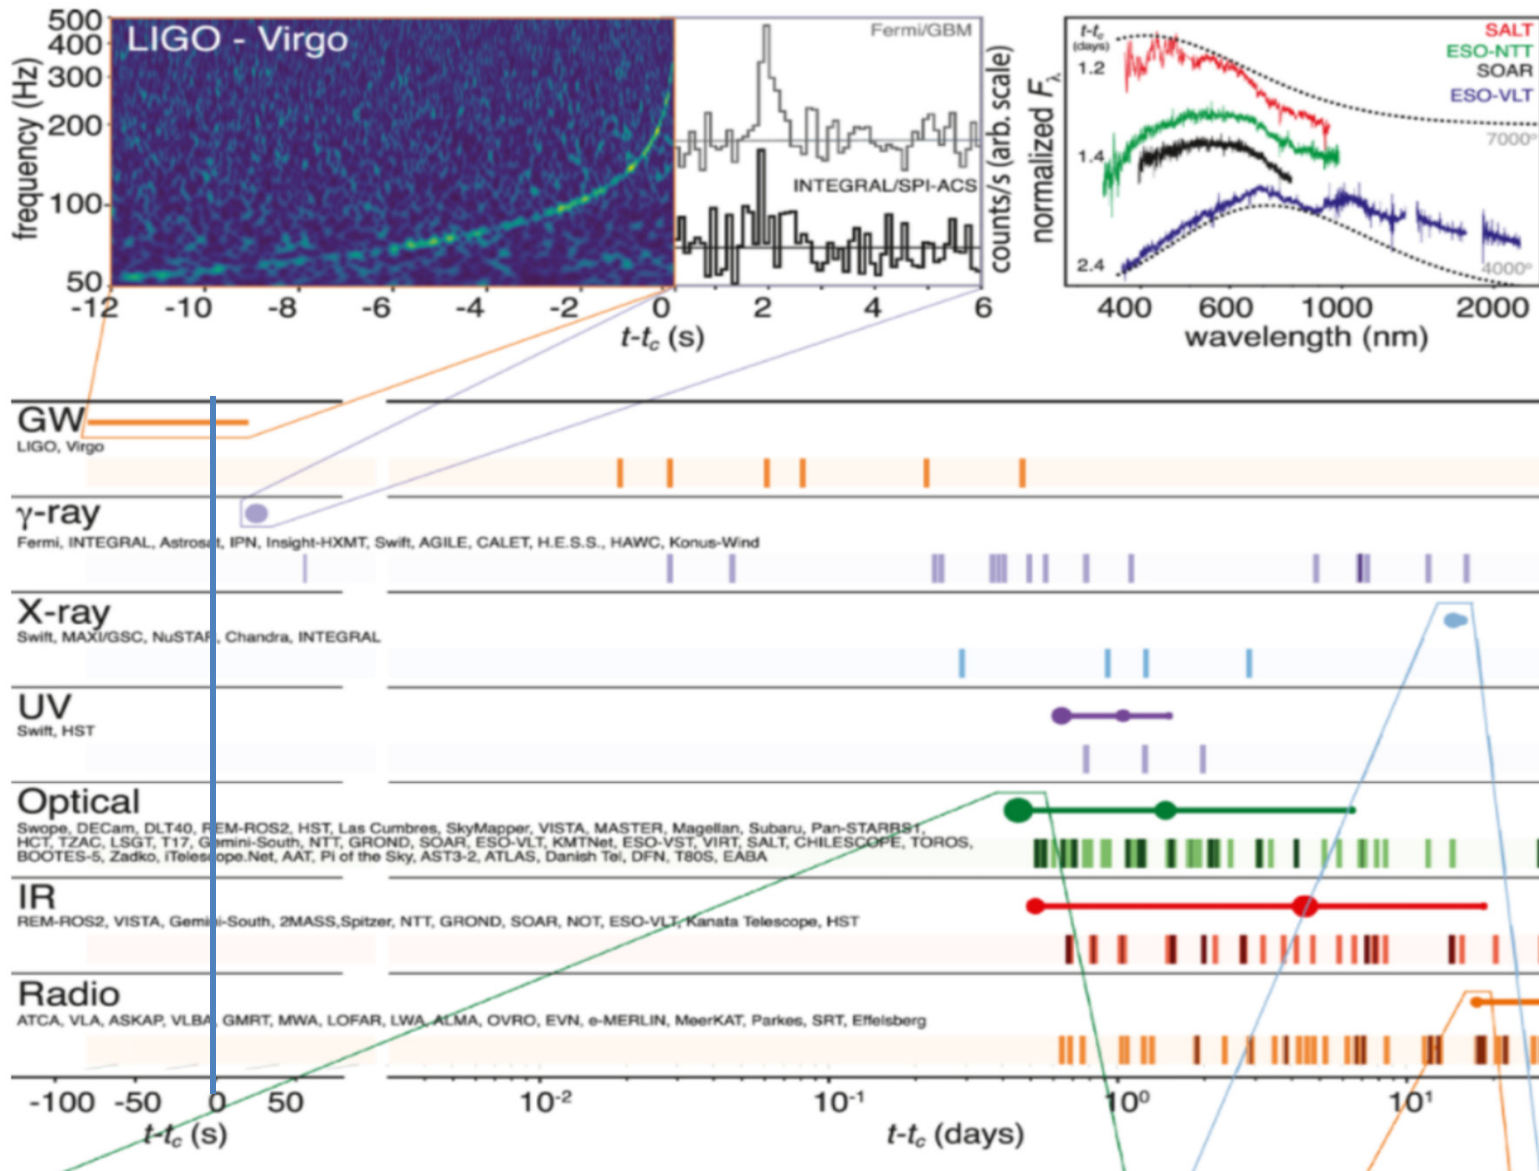 LIGO - Virgo
frequency (Hz)
500
400
300
200
100
50
-12 -10 -8 -6 -4 -2 0 2 4 6
t-tc (s)
Fermi/GBM
INTEGRAL/SPI-ACS
counts/s (arb. scale)
normalized Fλ
t-tc
(days)
1.2
1.4
2.4
SALT
ESO-NTT
SOAR
ESO-VLT
7000°
4000°
400 600 1000 2000
wavelength (nm)
GW
LIGO, Virgo
γ-ray
Fermi, INTEGRAL, Astrosat, IPN, Insight-HXMT, Swift, AGILE, CALET, H.E.S.S., HAWC, Konus-Wind
X-ray
Swift, MAXI/GSC, NuSTAR, Chandra, INTEGRAL
UV
Swift, HST
Optical
Swope, DECam, DLT40, REM-ROS2, HST, Las Cumbres, SkyMapper, VISTA, MASTER, Magellan, Subaru, Pan-STARRS1,
HCT, TZAC, LSGT, T17, Gemini-South, NTT, GROND, SOAR, ESO-VLT, KMTNet, ESO-VST, VIRT, SALT, CHILESCOPE, TOROS,
BOOTES-5, Zadko, iTelescope.Net, AAT, Pi of the Sky, AST3-2, ATLAS, Danish Tel, DFN, T80S, EABA
IR
REM-ROS2, VISTA, Gemini-South, 2MASS,Spitzer, NTT, GROND, SOAR, NOT, ESO-VLT, Kanata Telescope, HST
Radio
ATCA, VLA, ASKAP, VLBA, GMRT, MWA, LOFAR, LWA, ALMA, OVRO, EVN, e-MERLIN, MeerKAT, Parkes, SRT, Effelsberg
-100 -50 0 50 10⁻² 10⁻¹ 10⁰ 10¹
t-tc (s) t-tc (days)